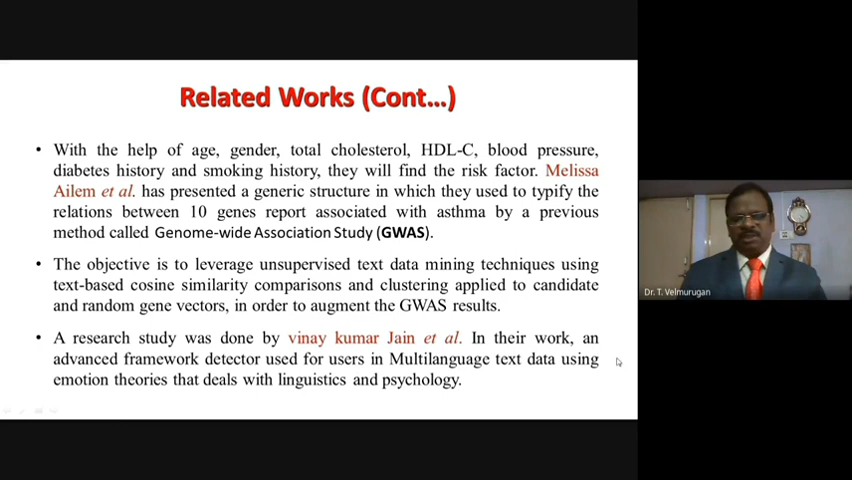 Related Works (Cont...)
• With the help of age, gender, total cholesterol, HDL-C, blood pressure,
diabetes history and smoking history, they will find the risk factor. Melissa
Ailem et al. has presented a generic structure in which they used to typify the
relations between 10 genes report associated with asthma by a previous
method called Genome-wide Association Study (GWAS).
• The objective is to leverage unsupervised text data mining techniques using
text-based cosine similarity comparisons and clustering applied to candidate
and random gene vectors, in order to augment the GWAS results.
• A research study was done by vinay kumar Jain et al. In their work, an
advanced framework detector used for users in Multilanguage text data using
emotion theories that deals with linguistics and psychology.
Dr. T. Velmurugan